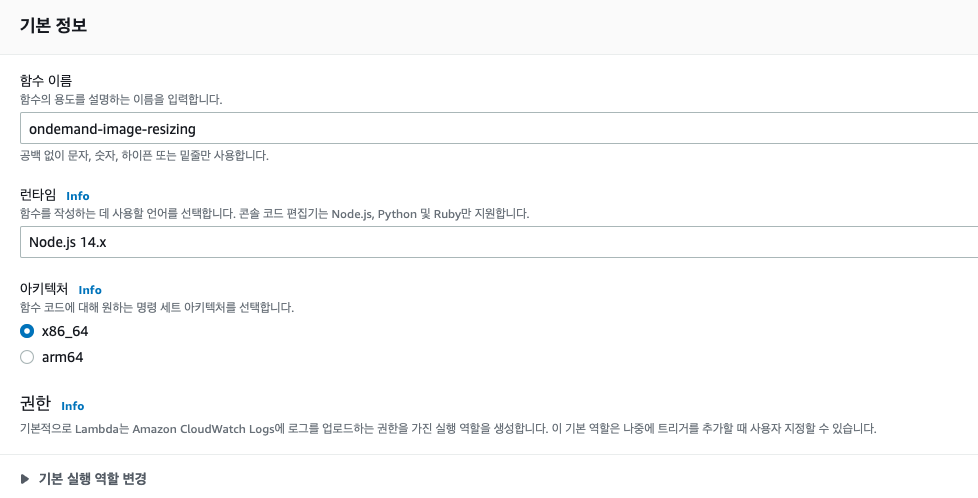 기본 정보
함수 이름
함수의 용도를 설명하는 이름을 입력합니다.
ondemand-image-resizing
공백 없이 문자, 숫자, 하이픈 또는 밑줄만 사용합니다.
런타임 Info
함수를 작성하는 데 사용할 언어를 선택합니다. 콘솔 코드 편집기는 Node.js, Python 및 Ruby만 지원합니다.
Node.js 14.x
아키텍처 Info
함수 코드에 대해 원하는 명령 세트 아키텍처를 선택합니다.
x86_64
arm64
권한 Info
기본적으로 Lambda는 Amazon CloudWatch Logs에 로그를 업로드하는 권한을 가진 실행 역할을 생성합니다. 이 기본 역할은 나중에 트리거를 추가할 때 사용자 지정할 수 있습니다.
기본 실행 역할 변경